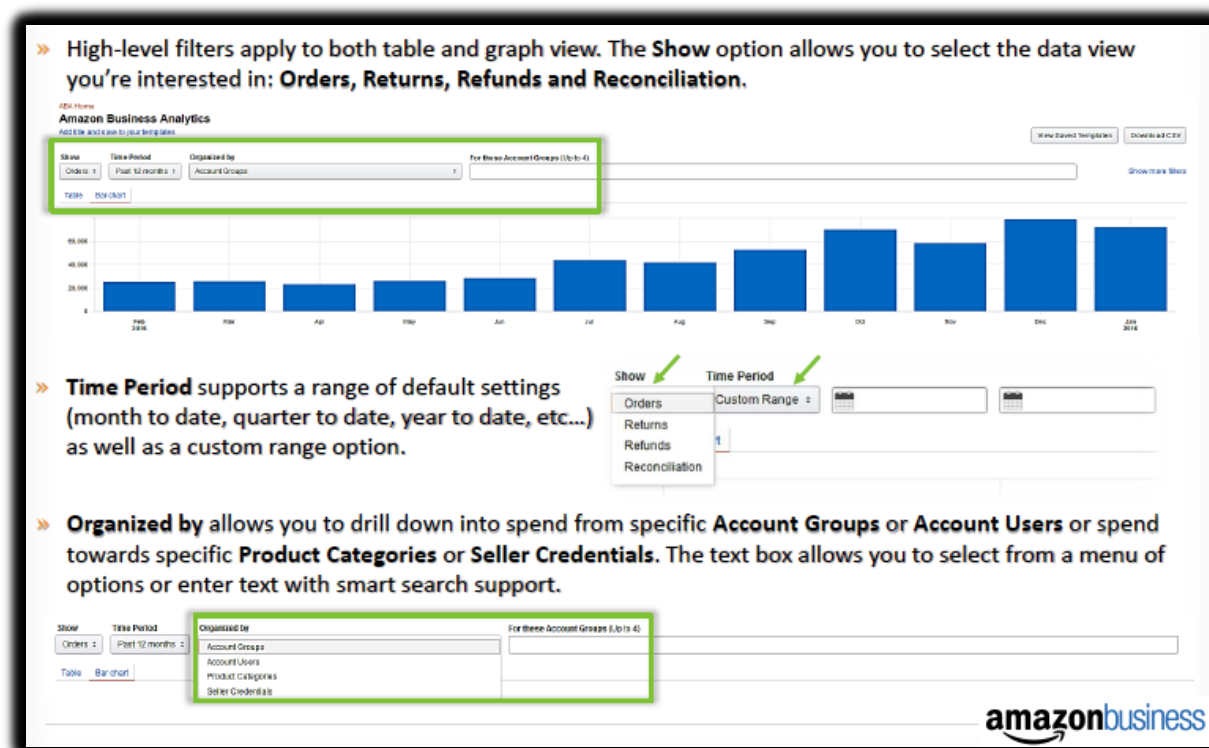 » High-level filters apply to both table and graph view. The Show option allows you to select the data view
you're interested in: Orders, Returns, Refunds and Reconciliation.
ABA Home
Amazon Business Analytics
Add title and save to your templates
View Saved Templates Download CSV
Show Time Period Organized by For these Account Groups (Up to 4)
Orders Past 12 months Account Groups
Show more filters
Table Bar chart
60,000
40,000
20,000
0
Feb Mar Apr May Jun Jul Aug Sep Oct Nov Dec Jan
2016
» Time Period supports a range of default settings
(month to date, quarter to date, year to date, etc...)
as well as a custom range option.
Show Time Period
Orders Custom Range
Returns
Refunds
Reconciliation
» Organized by allows you to drill down into spend from specific Account Groups or Account Users or spend
towards specific Product Categories or Seller Credentials. The text box allows you to select from a menu of
options or enter text with smart search support.
Show Time Period Organized by For these Account Groups (Up to 4)
Orders Past 12 months Account Groups
Account Users
Table Bar chart Product Categories
Seller Credentials
amazonbusiness